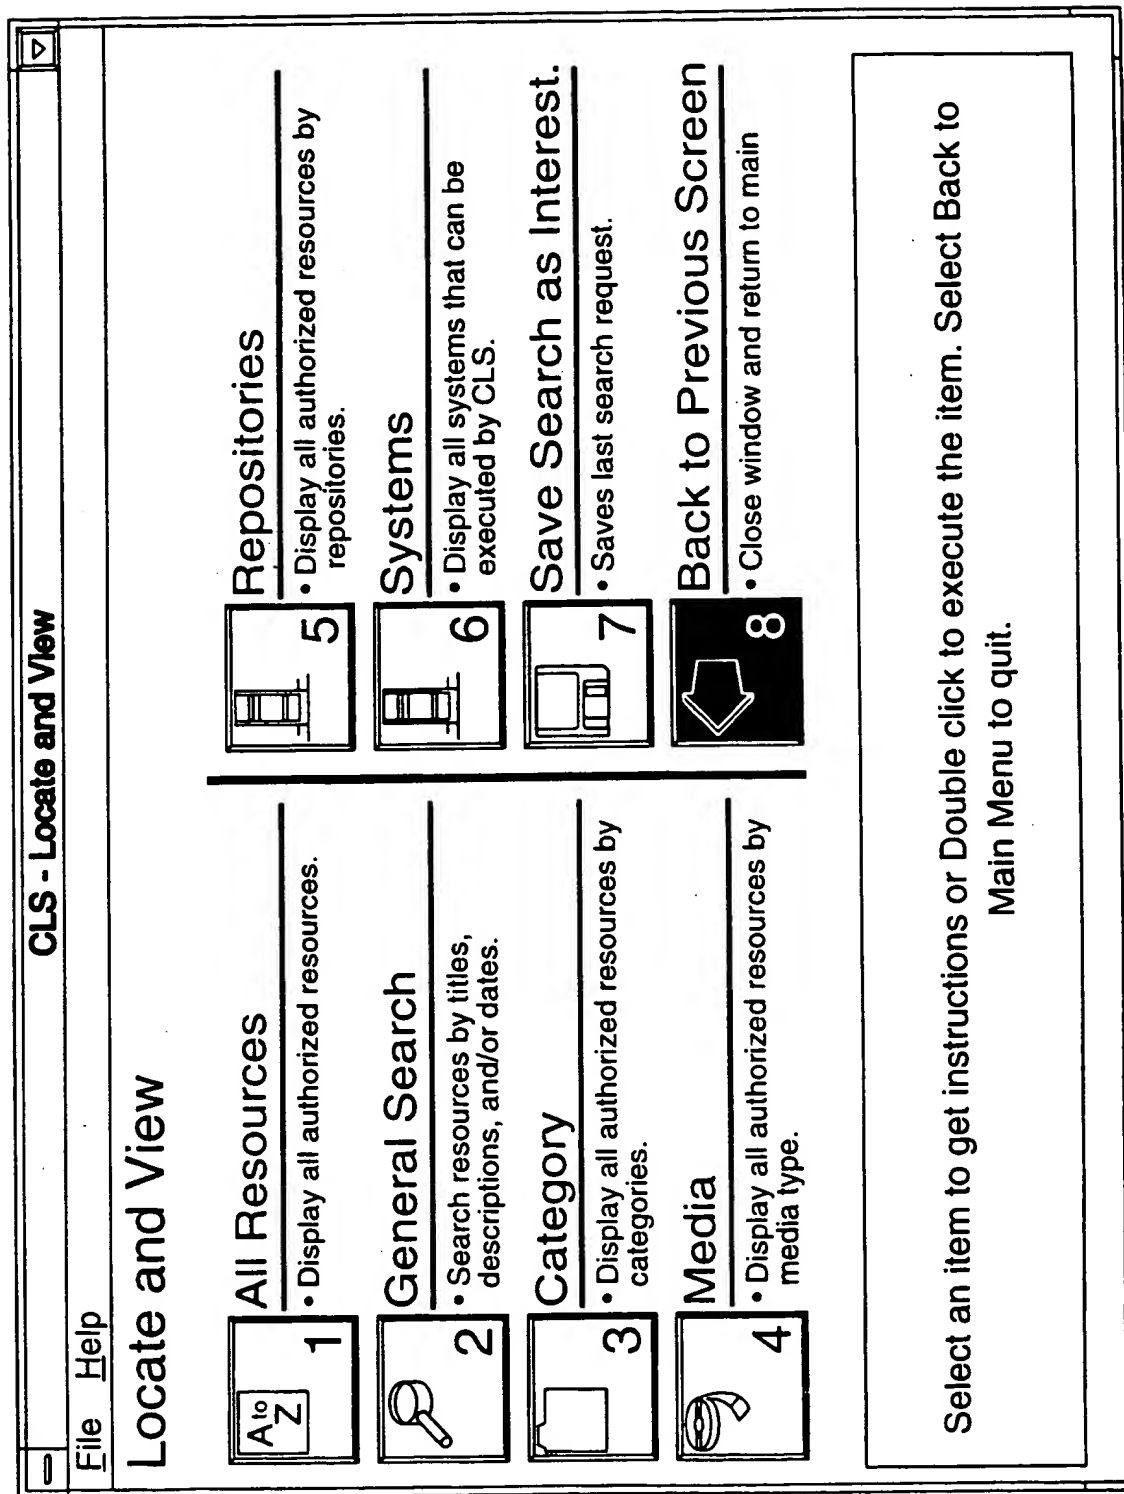 CLS - Locate and View
File Help
Locate and View
A to
Z
1
All Resources
• Display all authorized resources.
2
General Search
• Search resources by titles,
descriptions, and/or dates.
3
Category
• Display all authorized resources by
categories.
4
Media
• Display all authorized resources by
media type.
5
Repositories
• Display all authorized resources by
repositories.
6
Systems
• Display all systems that can be
executed by CLS.
7
Save Search as Interest.
• Saves last search request.
8
Back to Previous Screen
• Close window and return to main
Select an item to get instructions or Double click to execute the item. Select Back to
Main Menu to quit.